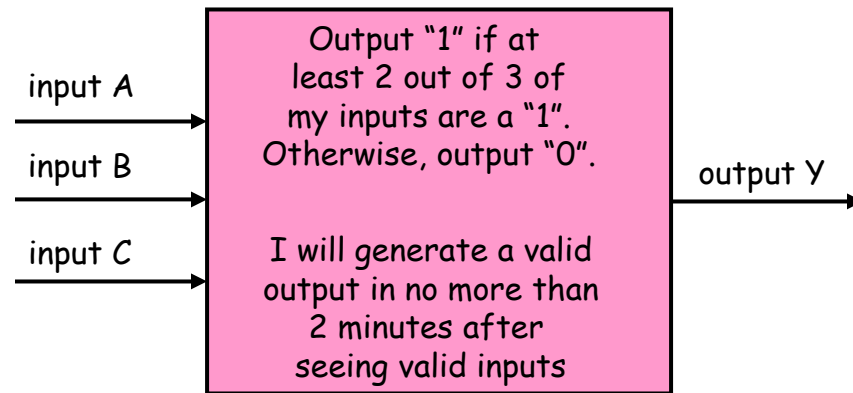 input A
input B
input C
Output “1” if at
least 2 out of 3 of
my inputs are a “1”.
Otherwise, output “0”.
I will generate a valid
output in no more than
2 minutes after
seeing valid inputs
output Y